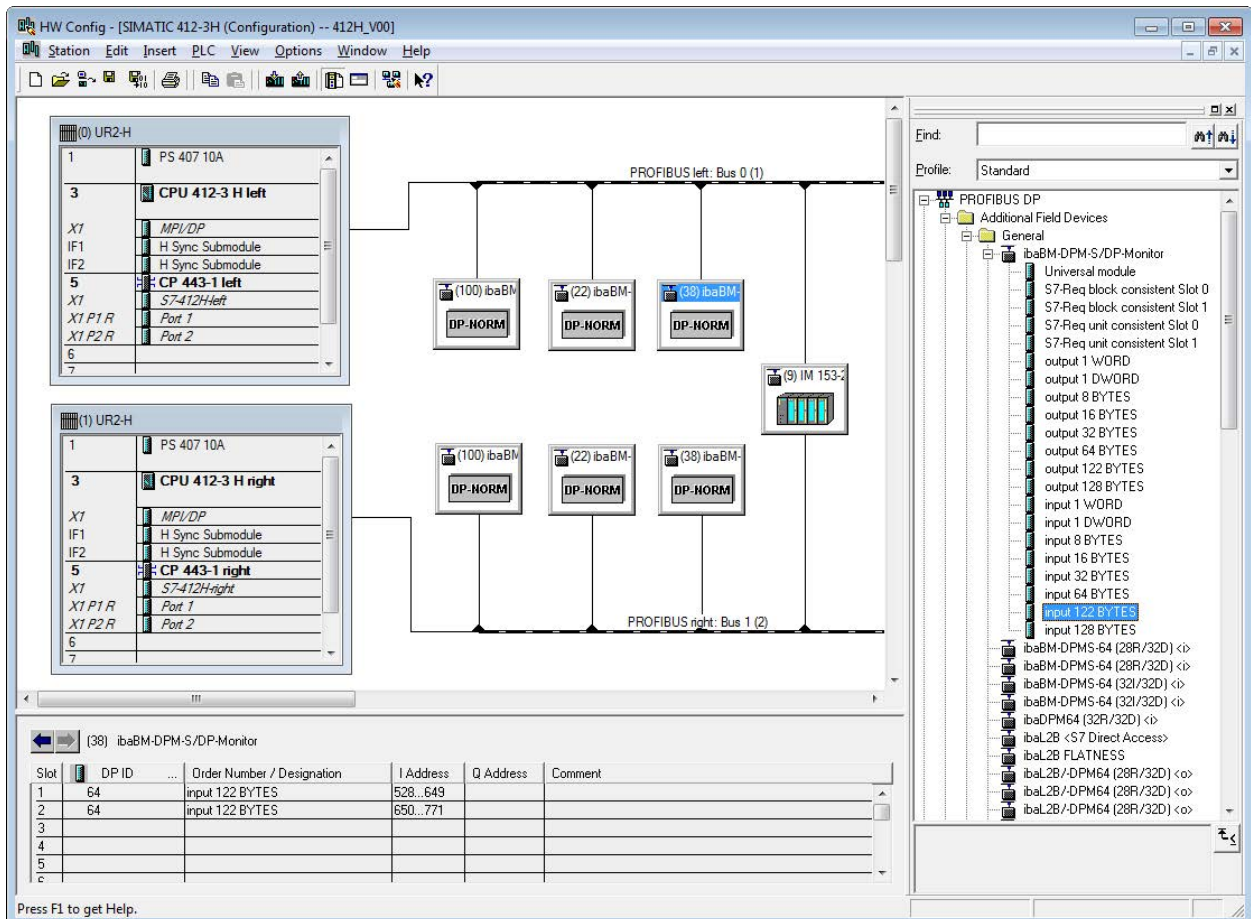 HW Config - [SIMATIC 412-3H (Configuration) -- 412H_V00]
Station Edit Insert PLC View Options Window Help
(0) UR2-H
1 PS 407 10A
3 CPU 412-3 H left
X1 MPI/DP
IF1 H Sync Submodule
IF2 H Sync Submodule
5 CP 443-1 left
X1 S7-412H-left
X1 P1 R Port 1
X1 P2 R Port 2
6
7
PROFIBUS left: Bus 0 (1)
(100) ibaBM
DP-NORM
(22) ibaBM-
DP-NORM
(38) ibaBM-
DP-NORM
(9) IM 153-2
(1) UR2-H
1 PS 407 10A
3 CPU 412-3 H right
X1 MPI/DP
IF1 H Sync Submodule
IF2 H Sync Submodule
5 CP 443-1 right
X1 S7-412H-right
X1 P1 R Port 1
X1 P2 R Port 2
6
7
(100) ibaBM
DP-NORM
(22) ibaBM-
DP-NORM
(38) ibaBM-
DP-NORM
PROFIBUS right: Bus 1 (2)
(38) ibaBM-DPM-S/DP-Monitor
Slot DP ID ... Order Number / Designation I Address Q Address Comment
1 64 input 122 BYTES 528...649
2 64 input 122 BYTES 650...771
3
4
5
6
Find:
Profile: Standard
PROFIBUS DP
Additional Field Devices
General
ibaBM-DPM-S/DP-Monitor
Universal module
S7-Req block consistent Slot 0
S7-Req block consistent Slot 1
S7-Req unit consistent Slot 0
S7-Req unit consistent Slot 1
output 1 WORD
output 1 DWORD
output 8 BYTES
output 16 BYTES
output 32 BYTES
output 64 BYTES
output 122 BYTES
output 128 BYTES
input 1 WORD
input 1 DWORD
input 8 BYTES
input 16 BYTES
input 32 BYTES
input 64 BYTES
input 122 BYTES
input 128 BYTES
ibaBM-DPMS-64 (28R/32D) <i>
ibaBM-DPMS-64 (28R/32D) <i>
ibaBM-DPMS-64 (32I/32D) <i>
ibaBM-DPMS-64 (32I/32D) <i>
ibaDPM64 (32R/32D) <i>
ibaL2B <S7 Direct Access>
ibaL2B FLATNESS
ibaL2B/-DPM64 (28R/32D) <o>
ibaL2B/-DPM64 (28R/32D) <o>
ibaL2B/-DPM64 (28R/32D) <o>
Press F1 to get Help.